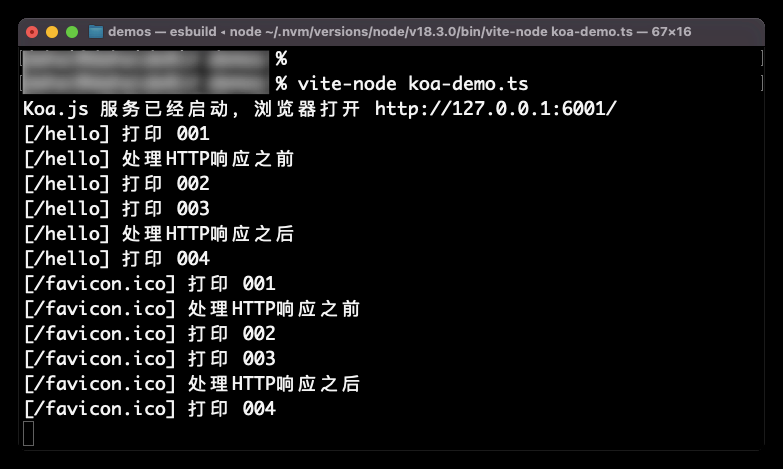 demos — esbuild ◂ node ~/.nvm/versions/node/v18.3.0/bin/vite-node koa-demo.ts — 67×16
%
% vite-node koa-demo.ts
Koa.js 服务已经启动，浏览器打开 http://127.0.0.1:6001/
[/hello] 打印 001
[/hello] 处理HTTP响应之前
[/hello] 打印 002
[/hello] 打印 003
[/hello] 处理HTTP响应之后
[/hello] 打印 004
[/favicon.ico] 打印 001
[/favicon.ico] 处理HTTP响应之前
[/favicon.ico] 打印 002
[/favicon.ico] 打印 003
[/favicon.ico] 处理HTTP响应之后
[/favicon.ico] 打印 004